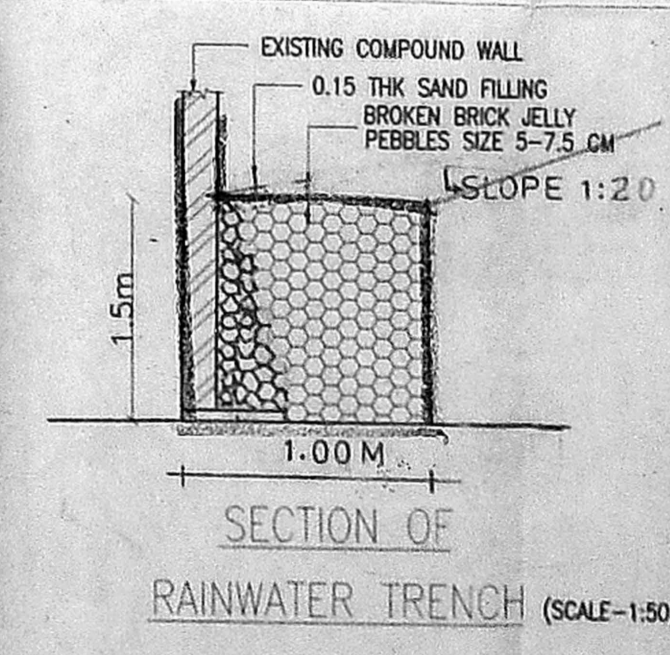 EXISTING COMPOUND WALL
0.15 THK SAND FILLING
BROKEN BRICK JELLY
PEBBLES SIZE 5-7.5 CM
SLOPE 1:20
1.5m
1.00 M
SECTION OF
RAINWATER TRENCH (SCALE-1:50